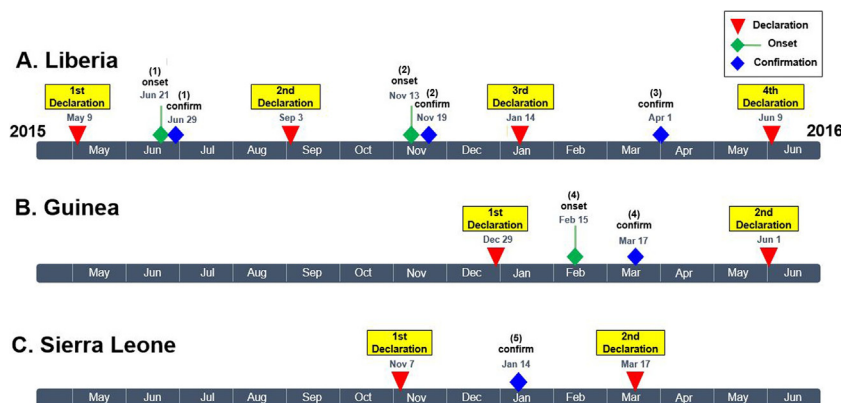 Declaration
Onset
Confirmation
A. Liberia
1st
Declaration
May 9
(1)
onset
Jun 21
(1)
confirm
Jun 29
2nd
Declaration
Sep 3
(2)
onset
Nov 13
(2)
confirm
Nov 19
3rd
Declaration
Jan 14
(3) confirm
Apr 1
4th
Declaration
Jun 9
2015
2016
May Jun Jul Aug Sep Oct Nov Dec Jan Feb Mar Apr May Jun
B. Guinea
1st
Declaration
Dec 29
(4)
onset
Feb 15
(4)
confirm
Mar 17
2nd
Declaration
Jun 1
May Jun Jul Aug Sep Oct Nov Dec Jan Feb Mar Apr May Jun
C. Sierra Leone
1st
Declaration
Nov 7
(5)
confirm
Jan 14
2nd
Declaration
Mar 17
May Jun Jul Aug Sep Oct Nov Dec Jan Feb Mar Apr May Jun